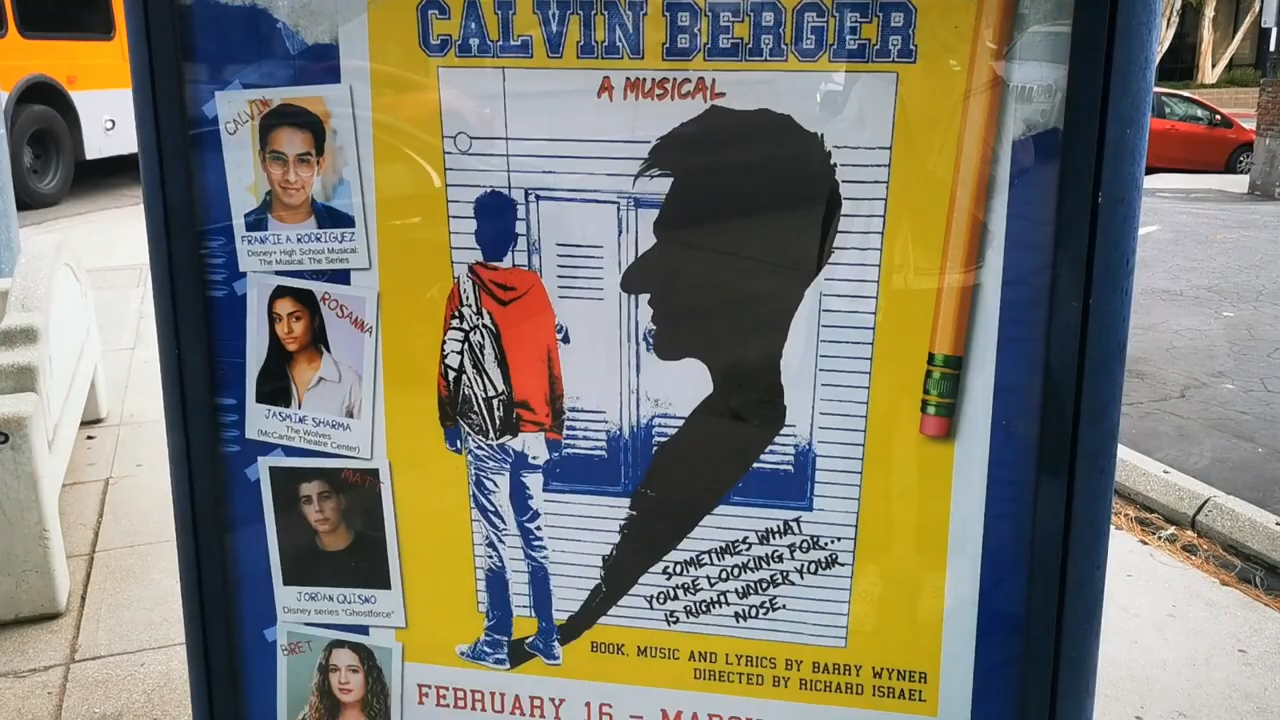 CALVIN BERGER
A MUSICAL
CALVIN
FRANKIE A. RODRIGUEZ
Disney+ High School Musical:
The Musical: The Series
ROSANNA
JASMINE SHARMA
The Wolves
(McCarter Theatre Center)
MATT
JORDAN QUISNO
Disney series "Ghostforce"
BRET
SOMETIMES WHAT
YOU'RE LOOKING FOR...
IS RIGHT UNDER YOUR
NOSE.
BOOK, MUSIC AND LYRICS BY BARRY WYNER
DIRECTED BY RICHARD ISRAEL
FEBRUARY 16 – MARCH